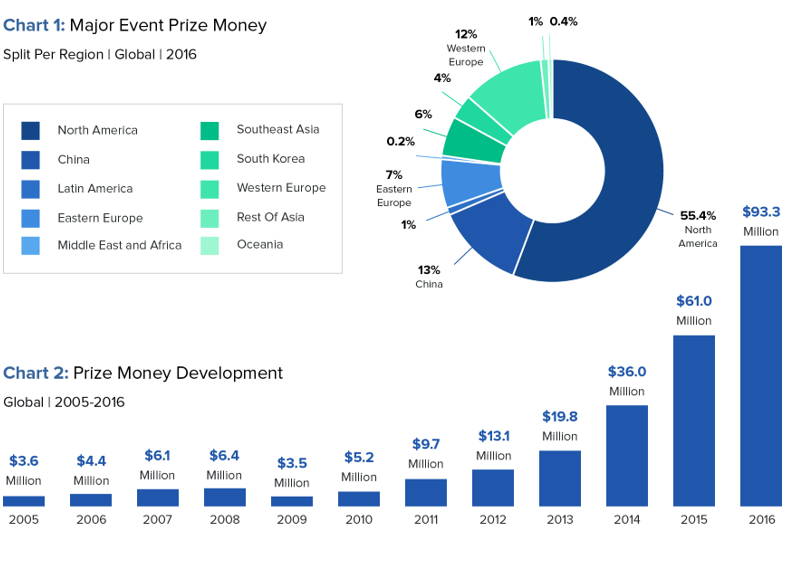 Chart 1: Major Event Prize Money
Split Per Region | Global | 2016
North America
China
Latin America
Eastern Europe
Middle East and Africa
Southeast Asia
South Korea
Western Europe
Rest Of Asia
Oceania
1%
0.4%
12%
Western
Europe
4%
6%
0.2%
7%
Eastern
Europe
1%
13%
China
55.4%
North
America
Chart 2: Prize Money Development
Global | 2005-2016
$3.6
Million
$4.4
Million
$6.1
Million
$6.4
Million
$3.5
Million
$5.2
Million
$9.7
Million
$13.1
Million
$19.8
Million
$36.0
Million
$61.0
Million
$93.3
Million
2005
2006
2007
2008
2009
2010
2011
2012
2013
2014
2015
2016